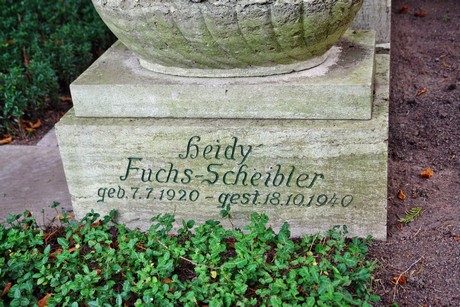 Heidy
Fuchs-Scheibler
geb. 7. 7. 1920 - gest. 18. 10. 1940